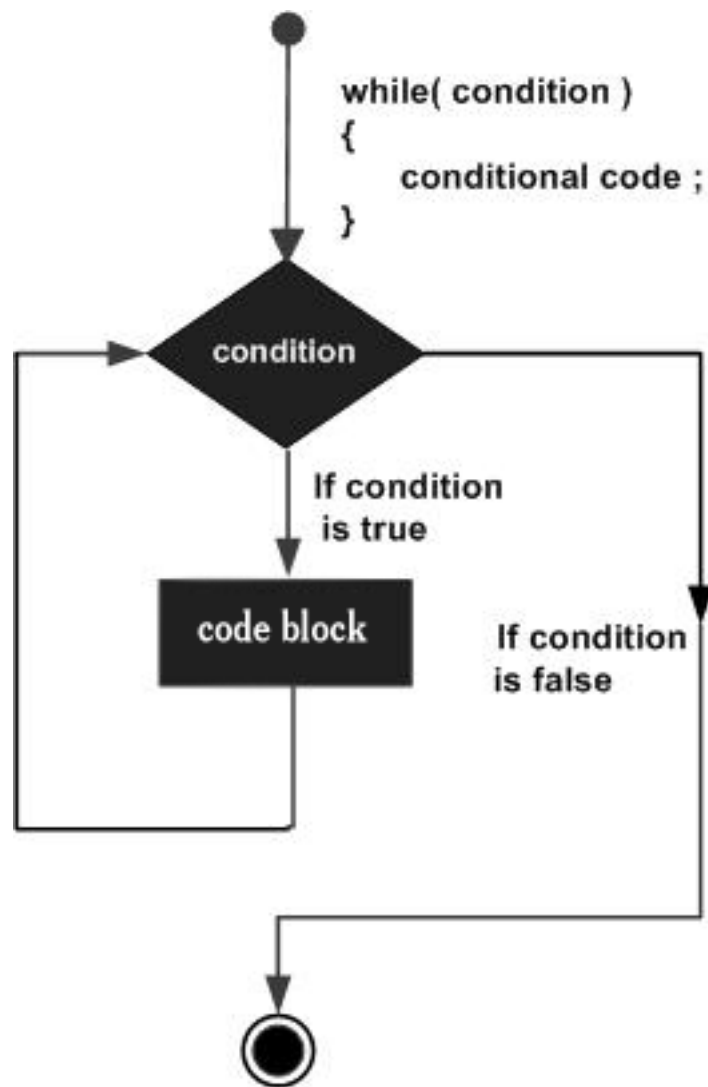 while( condition )
{
conditional code ;
}
condition
If condition
is true
code block
If condition
is false